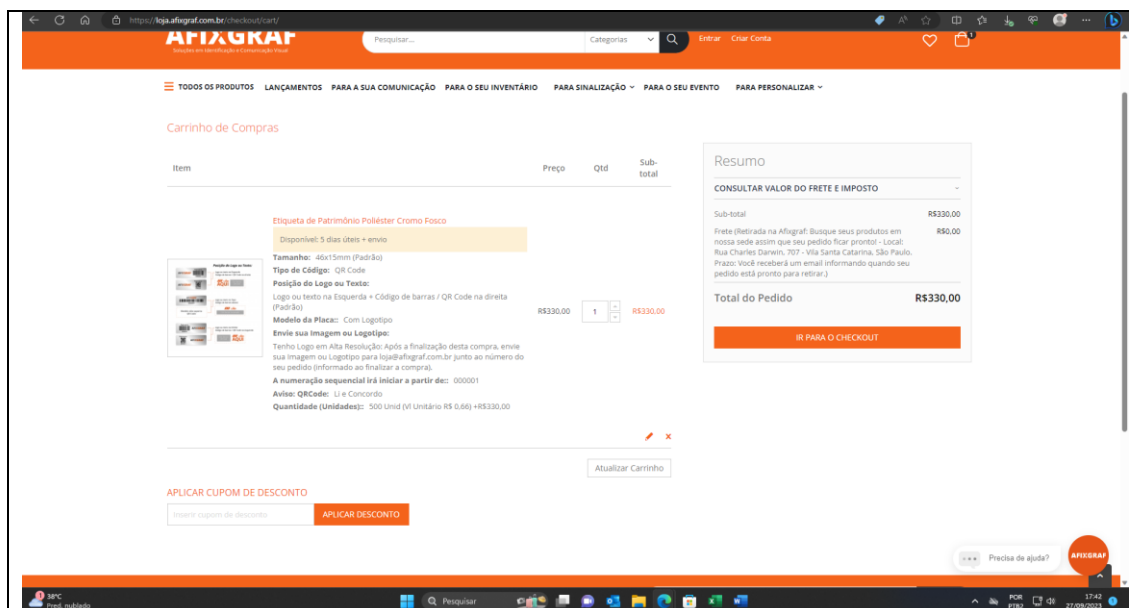 https://loja.afixgraf.com.br/checkout/cart/
AFIXGRAF
Soluções em Identificação e Comunicação Visual
Pesquisar...
Categorias
Entrar Criar Conta
1
TODOS OS PRODUTOS LANÇAMENTOS PARA A SUA COMUNICAÇÃO PARA O SEU INVENTÁRIO PARA SINALIZAÇÃO PARA O SEU EVENTO PARA PERSONALIZAR
Carrinho de Compras
Item Preço Qtd Sub-total
Etiqueta de Patrimônio Poliéster Cromo Fosco
Disponível: 5 dias úteis + envio
Tamanho: 46x15mm (Padrão)
Tipo de Código: QR Code
Posição do Logo ou Texto:
Logo ou texto na Esquerda + Código de barras / QR Code na direita
(Padrão)
Modelo da Placa:: Com Logotipo
Envie sua Imagem ou Logotipo:
Tenho Logo em Alta Resolução: Após a finalização desta compra, envie
sua Imagem ou Logotipo para loja@afixgraf.com.br junto ao número do
seu pedido (informado ao finalizar a compra).
A numeração sequencial irá iniciar a partir de:: 000001
Aviso: QRCode: Li e Concordo
Quantidade (Unidades):: 500 Unid (Vl Unitário R$ 0,66) +R$330,00
R$330,00 1 R$330,00
Atualizar Carrinho
APLICAR CUPOM DE DESCONTO
Inserir cupom de desconto
APLICAR DESCONTO
Resumo
CONSULTAR VALOR DO FRETE E IMPOSTO
Sub-total R$330,00
Frete (Retirada na Afixgraf: Busque seus produtos em R$0,00
nossa sede assim que seu pedido ficar pronto! - Local:
Rua Charles Darwin, 707 - Vila Santa Catarina, São Paulo.
Prazo: Você receberá um email informando quando seu
pedido está pronto para retirar.)
Total do Pedido R$330,00
IR PARA O CHECKOUT
Precisa de ajuda?
AFIXGRAF
38°C
Pred. nublado
Pesquisar
POR
PTB2
17:42
27/09/2023